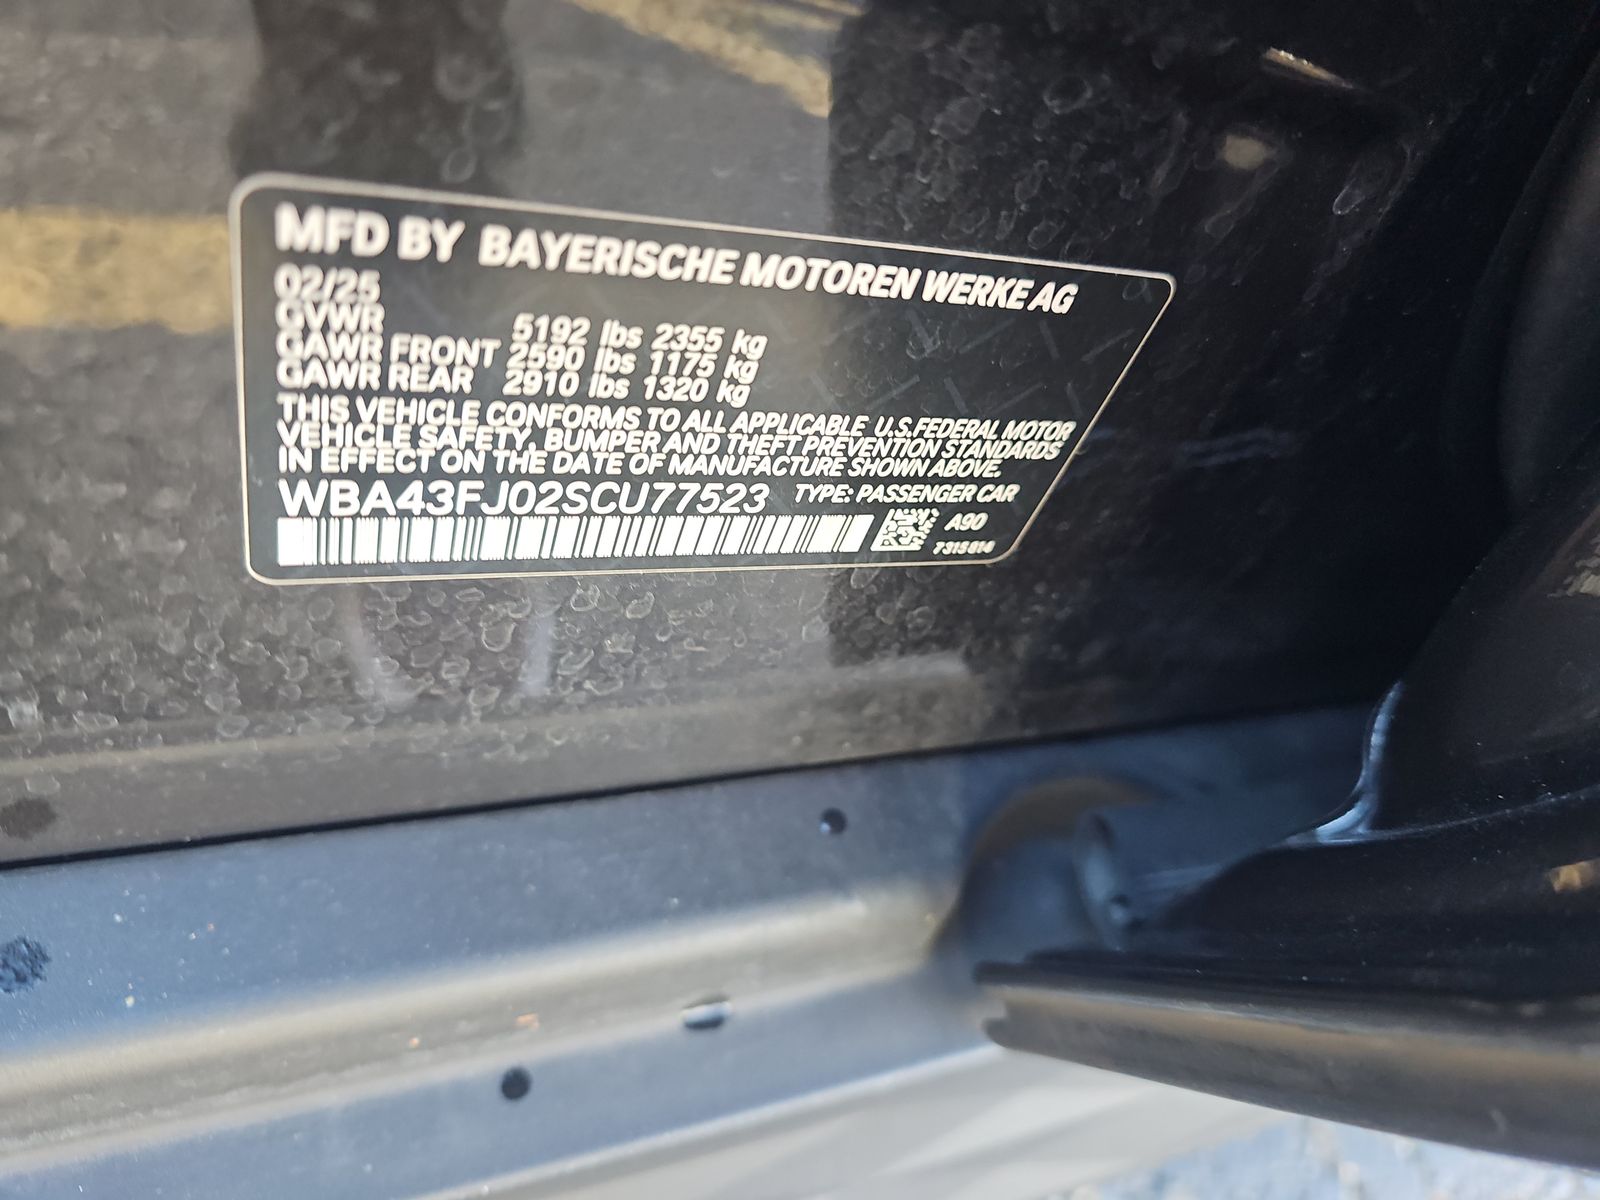 MFD BY BAYERISCHE MOTOREN WERKE AG
02/25
GVWR 5192 lbs 2355 kg
GAWR FRONT 2590 lbs 1175 kg
GAWR REAR 2910 lbs 1320 kg
THIS VEHICLE CONFORMS TO ALL APPLICABLE U.S.FEDERAL MOTOR
VEHICLE SAFETY, BUMPER AND THEFT PREVENTION STANDARDS
IN EFFECT ON THE DATE OF MANUFACTURE SHOWN ABOVE.
WBA43FJ02SCU77523 TYPE: PASSENGER CAR
A90